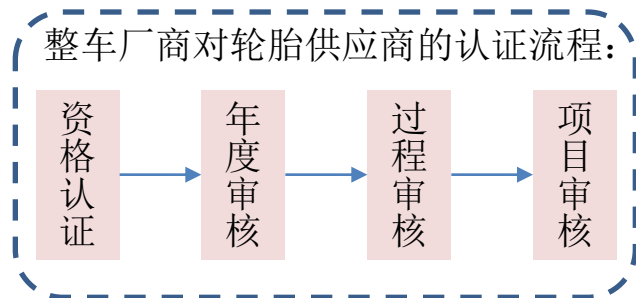 整车厂商对轮胎供应商的认证流程：
资格认证
年度审核
过程审核
项目审核